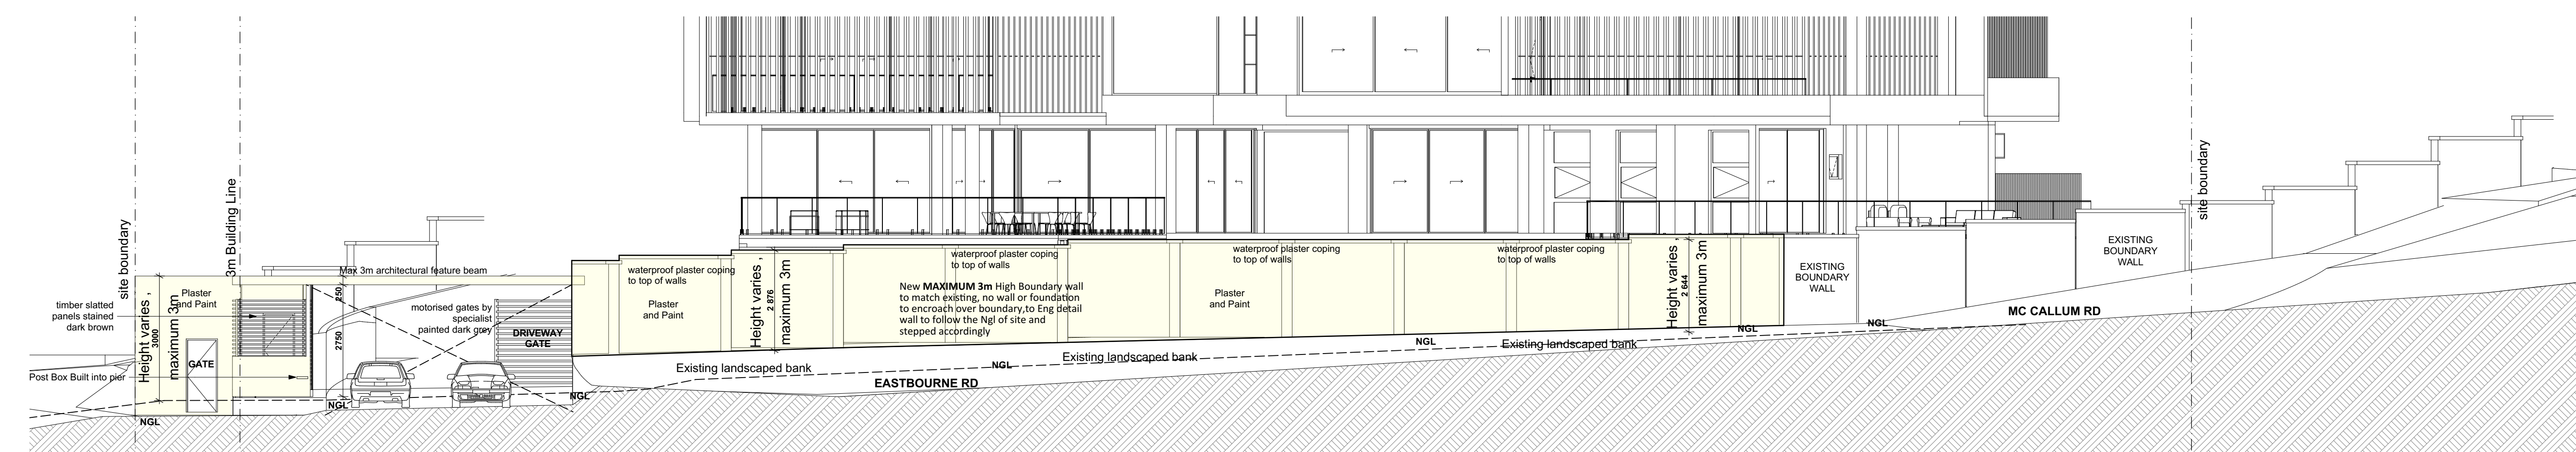 site boundary
3m Building Line
site boundary
Max 3m architectural feature beam
timber slatted
panels stained
dark brown
Height varies ,
maximum 3m
3000
Plaster
and Paint
GATE
Post Box Built into pier
250
2750
motorised gates by
specialist
painted dark grey
DRIVEWAY
GATE
NGL
NGL
NGL
waterproof plaster coping
to top of walls
Plaster
and Paint
Height varies ,
maximum 3m
2 876
waterproof plaster coping
to top of walls
New MAXIMUM 3m High Boundary wall
to match existing, no wall or foundation
to encroach over boundary,to Eng detail
wall to follow the Ngl of site and
stepped accordingly
waterproof plaster coping
to top of walls
Plaster
and Paint
waterproof plaster coping
to top of walls
Height varies ,
maximum 3m
2 644
EXISTING
BOUNDARY
WALL
EXISTING
BOUNDARY
WALL
MC CALLUM RD
NGL
NGL
NGL
NGL
Existing landscaped bank
Existing landscaped bank
Existing landscaped bank
EASTBOURNE RD